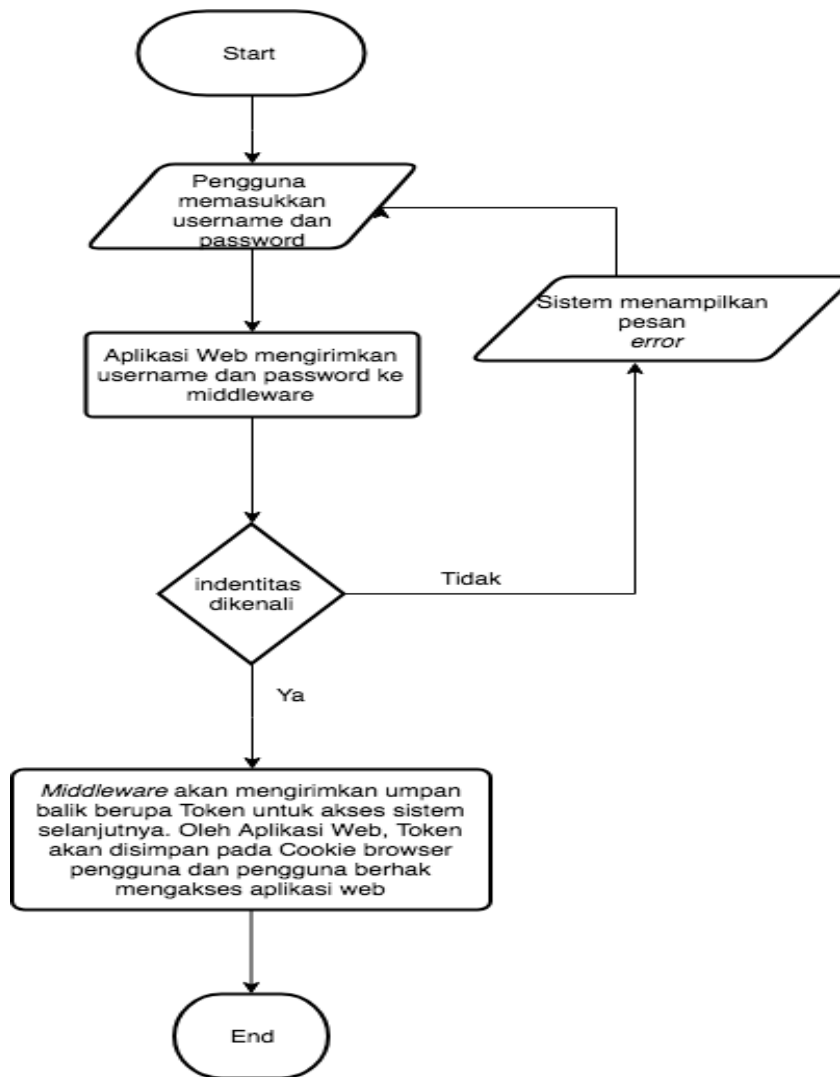 Start
Pengguna
memasukkan
username dan
password
Sistem menampilkan
pesan
error
Aplikasi Web mengirimkan
username dan password ke
middleware
indentitas
dikenali
Tidak
Ya
Middleware akan mengirimkan umpan
balik berupa Token untuk akses sistem
selanjutnya. Oleh Aplikasi Web, Token
akan disimpan pada Cookie browser
pengguna dan pengguna berhak
mengakses aplikasi web
End